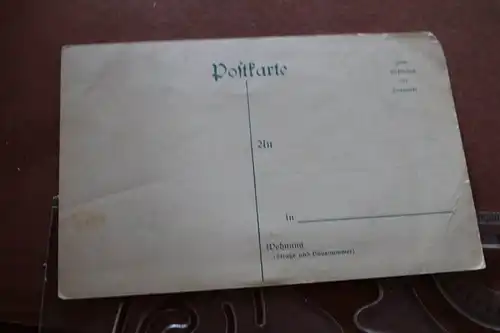 Postkarte
An
in
Wohnung
(Straße und Hausnummer)